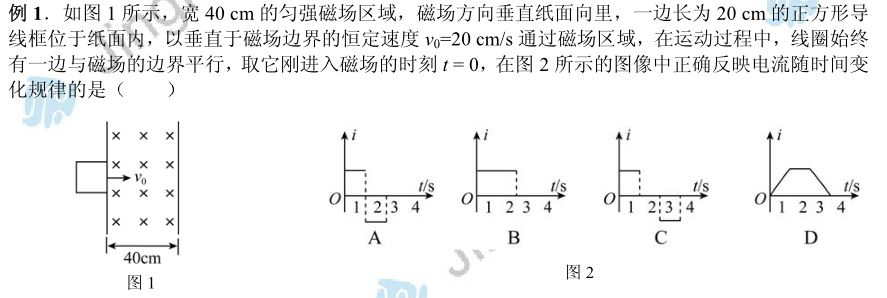 例 1．如图 1 所示，宽 40 cm 的匀强磁场区域，磁场方向垂直纸面向里，一边长为 20 cm 的正方形导
线框位于纸面内，以垂直于磁场边界的恒定速度 v₀=20 cm/s 通过磁场区域，在运动过程中，线圈始终
有一边与磁场的边界平行，取它刚进入磁场的时刻 t = 0，在图 2 所示的图像中正确反映电流随时间变
化规律的是（　　）
v₀
40cm
图 1
i
t/s
O 1 2 3 4
A
i
t/s
O 1 2 3 4
B
i
t/s
O 1 2 3 4
C
i
t/s
O 1 2 3 4
D
图 2